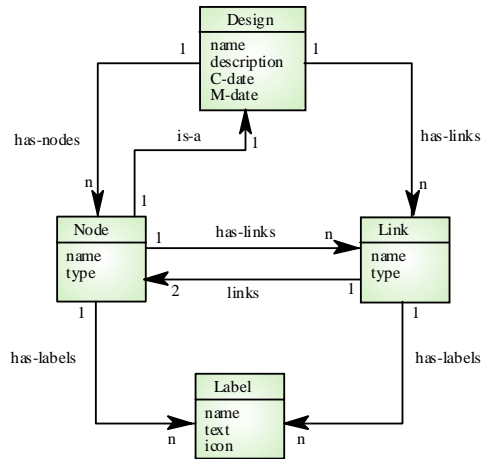 Design
name
description
C-date
M-date
1
1
has-nodes
is-a
1
has-links
n
1
n
Node
name
type
1
has-links
n
Link
name
type
2
links
1
1
1
has-labels
has-labels
Label
name
text
icon
n
n